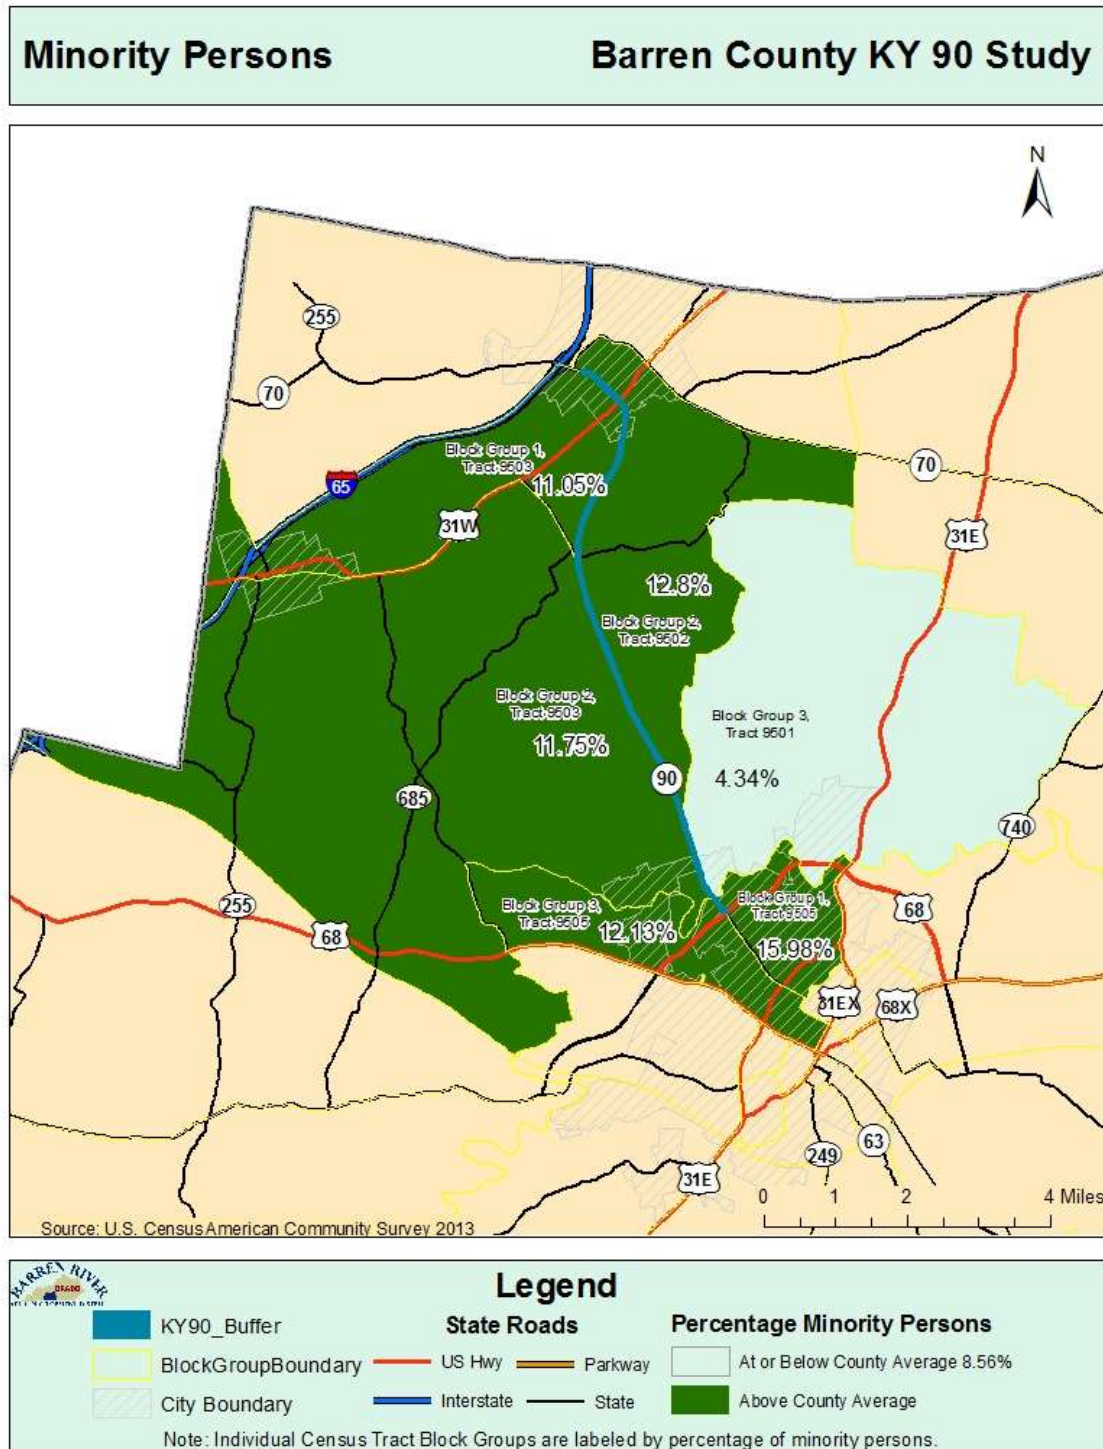 Minority Persons
Barren County KY 90 Study
N
255
70
Block Group 1,
Tract 9503
11.05%
65
31W
70
31E
12.8%
Block Group 2,
Tract 9502
Block Group 2,
Tract 9503
11.75%
Block Group 3,
Tract 9501
4.34%
90
685
740
255
68
Block Group 3,
Tract 9505
12.13%
Block Group 1,
Tract 9505
15.98%
68
31EX
68X
249
63
31E
0 1 2 4 Miles
Source: U.S. Census American Community Survey 2013
BARREN RIVER
Legend
KY90_Buffer
BlockGroupBoundary
City Boundary
State Roads
US Hwy
Parkway
Interstate
State
Percentage Minority Persons
At or Below County Average 8.56%
Above County Average
Note: Individual Census Tract Block Groups are labeled by percentage of minority persons.